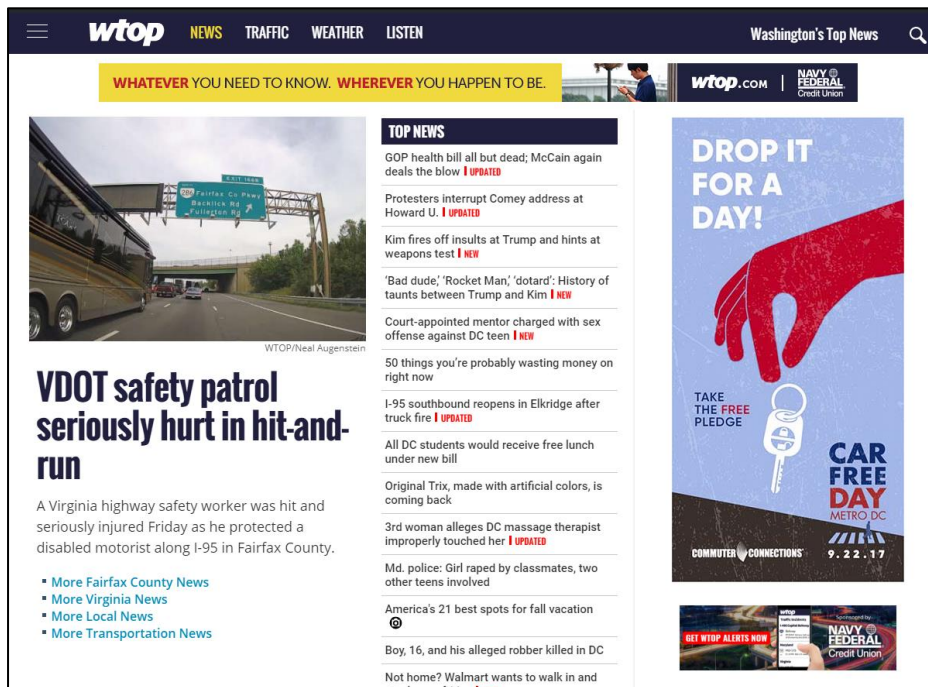 wtop NEWS TRAFFIC WEATHER LISTEN Washington's Top News
WHATEVER YOU NEED TO KNOW. WHEREVER YOU HAPPEN TO BE.
wtop.COM | NAVY FEDERAL Credit Union
EXIT 166B
286 Fairfax Co Pkwy
Backlick Rd
Fullerton Rd
WTOP/Neal Augenstein
VDOT safety patrol
seriously hurt in hit-and-
run
A Virginia highway safety worker was hit and
seriously injured Friday as he protected a
disabled motorist along I-95 in Fairfax County.
More Fairfax County News
More Virginia News
More Local News
More Transportation News
TOP NEWS
GOP health bill all but dead; McCain again
deals the blow | UPDATED
Protesters interrupt Comey address at
Howard U. | UPDATED
Kim fires off insults at Trump and hints at
weapons test | NEW
'Bad dude,' 'Rocket Man,' 'dotard': History of
taunts between Trump and Kim | NEW
Court-appointed mentor charged with sex
offense against DC teen | NEW
50 things you're probably wasting money on
right now
I-95 southbound reopens in Elkridge after
truck fire | UPDATED
All DC students would receive free lunch
under new bill
Original Trix, made with artificial colors, is
coming back
3rd woman alleges DC massage therapist
improperly touched her | UPDATED
Md. police: Girl raped by classmates, two
other teens involved
America's 21 best spots for fall vacation
Boy, 16, and his alleged robber killed in DC
Not home? Walmart wants to walk in and
DROP IT
FOR A
DAY!
TAKE
THE FREE
PLEDGE
CAR
FREE
DAY
METRO DC
COMMUTER CONNECTIONS
9.22.17
GET WTOP ALERTS NOW
wtop
Sponsored by
NAVY
FEDERAL
Credit Union